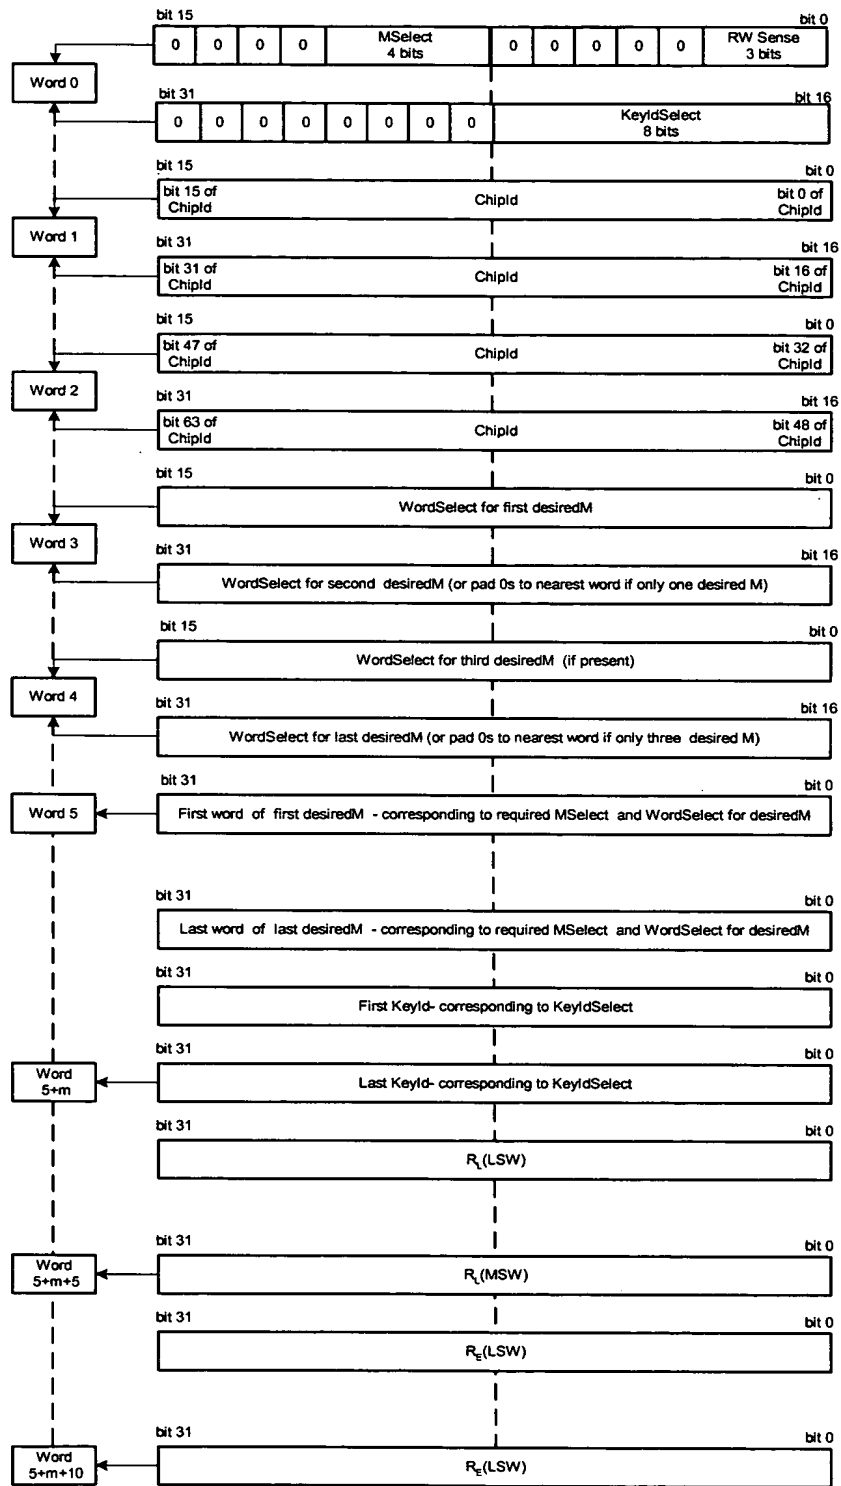 bit 15
bit 0
0 0 0 0 MSelect 0 0 0 0 0 RW Sense
4 bits 3 bits
Word 0
bit 31
bit 16
0 0 0 0 0 0 0 0 KeyIdSelect
8 bits
bit 15
bit 0
bit 15 of ChipId bit 0 of
ChipId ChipId
Word 1
bit 31
bit 16
bit 31 of ChipId bit 16 of
ChipId ChipId
bit 15
bit 0
bit 47 of ChipId bit 32 of
ChipId ChipId
Word 2
bit 31
bit 16
bit 63 of ChipId bit 48 of
ChipId ChipId
bit 15
bit 0
WordSelect for first desiredM
Word 3
bit 31
bit 16
WordSelect for second desiredM (or pad 0s to nearest word if only one desired M)
bit 15
bit 0
WordSelect for third desiredM (if present)
Word 4
bit 31
bit 16
WordSelect for last desiredM (or pad 0s to nearest word if only three desired M)
bit 31
bit 0
Word 5
First word of first desiredM - corresponding to required MSelect and WordSelect for desiredM
bit 31
bit 0
Last word of last desiredM - corresponding to required MSelect and WordSelect for desiredM
bit 31
bit 0
First KeyId- corresponding to KeyIdSelect
bit 31
bit 0
Word
5+m
Last KeyId- corresponding to KeyIdSelect
bit 31
bit 0
R_L(LSW)
bit 31
bit 0
Word
5+m+5
R_L(MSW)
bit 31
bit 0
R_E(LSW)
bit 31
bit 0
Word
5+m+10
R_E(LSW)